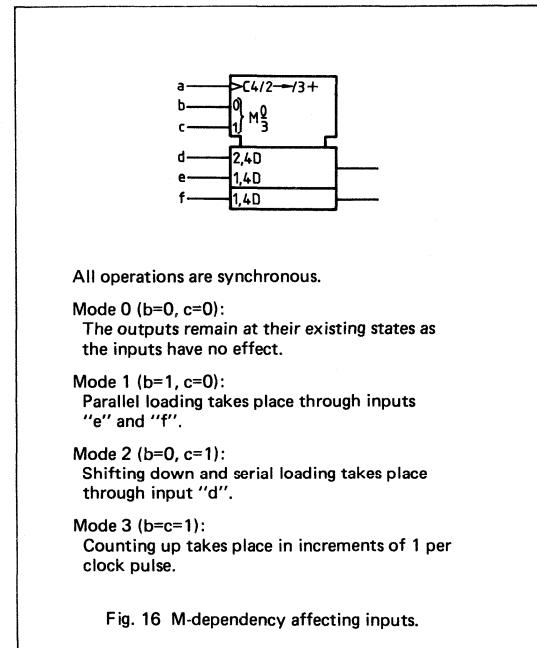 a >C4/2→/3+
b 0
c 1 } M 0/3
d 2,4D
e 1,4D
f 1,4D
All operations are synchronous.
Mode 0 (b=0, c=0):
The outputs remain at their existing states as
the inputs have no effect.
Mode 1 (b=1, c=0):
Parallel loading takes place through inputs
"e" and "f".
Mode 2 (b=0, c=1):
Shifting down and serial loading takes place
through input "d".
Mode 3 (b=c=1):
Counting up takes place in increments of 1 per
clock pulse.
Fig. 16 M-dependency affecting inputs.